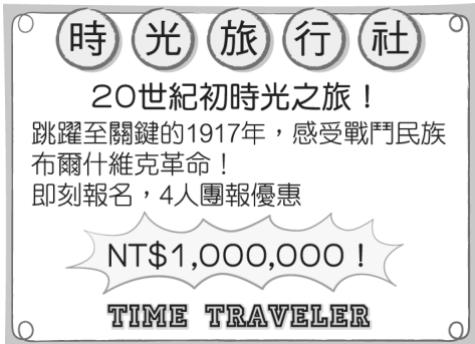 時光旅行社
20世紀初時光之旅！
跳躍至關鍵的1917年，感受戰鬥民族
布爾什維克革命！
即刻報名，4人團報優惠
NT$1,000,000！
TIME TRAVELER